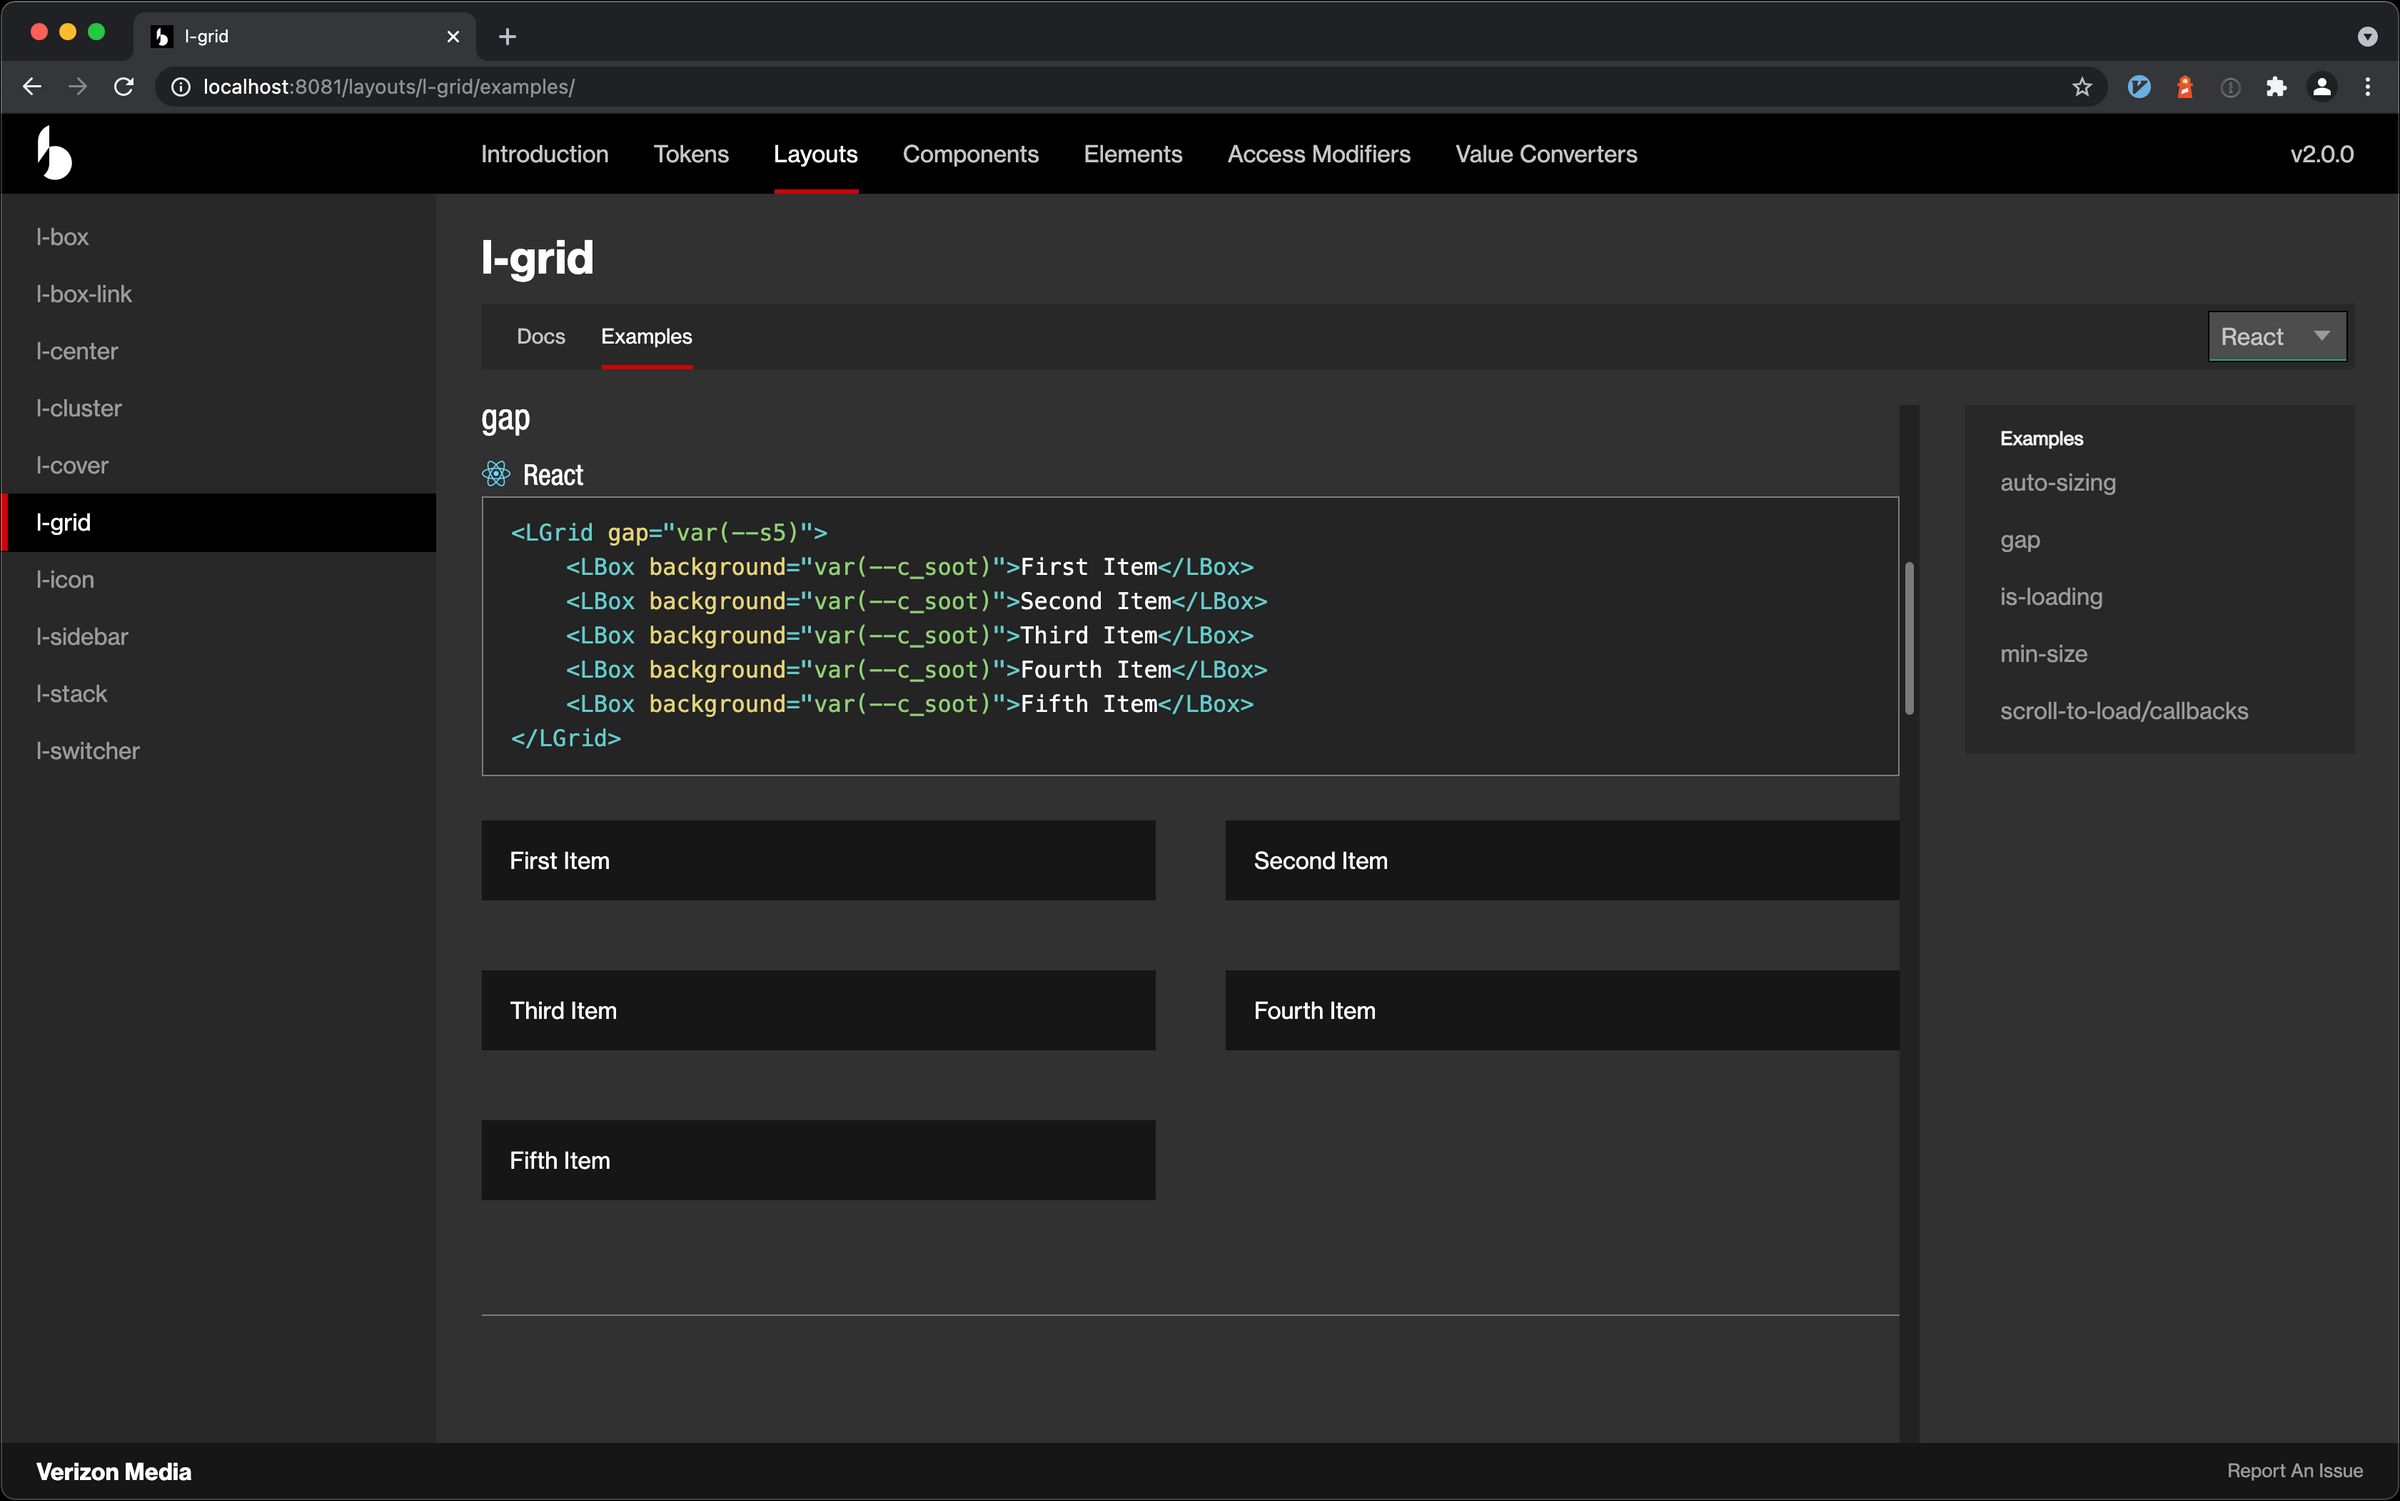 l-grid
localhost:8081/layouts/l-grid/examples/
Introduction Tokens Layouts Components Elements Access Modifiers Value Converters v2.0.0
l-box
l-box-link
l-center
l-cluster
l-cover
l-grid
l-icon
l-sidebar
l-stack
l-switcher
l-grid
Docs Examples React
gap
React
<LGrid gap="var(--s5)">
    <LBox background="var(--c_soot)">First Item</LBox>
    <LBox background="var(--c_soot)">Second Item</LBox>
    <LBox background="var(--c_soot)">Third Item</LBox>
    <LBox background="var(--c_soot)">Fourth Item</LBox>
    <LBox background="var(--c_soot)">Fifth Item</LBox>
</LGrid>
First Item Second Item
Third Item Fourth Item
Fifth Item
Examples
auto-sizing
gap
is-loading
min-size
scroll-to-load/callbacks
Verizon Media Report An Issue